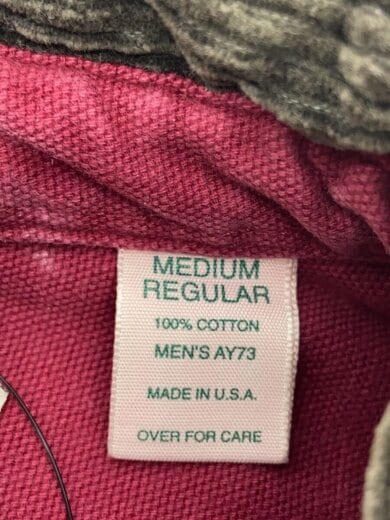 MEDIUM
REGULAR
100% COTTON
MEN'S AY73
MADE IN U.S.A.
OVER FOR CARE